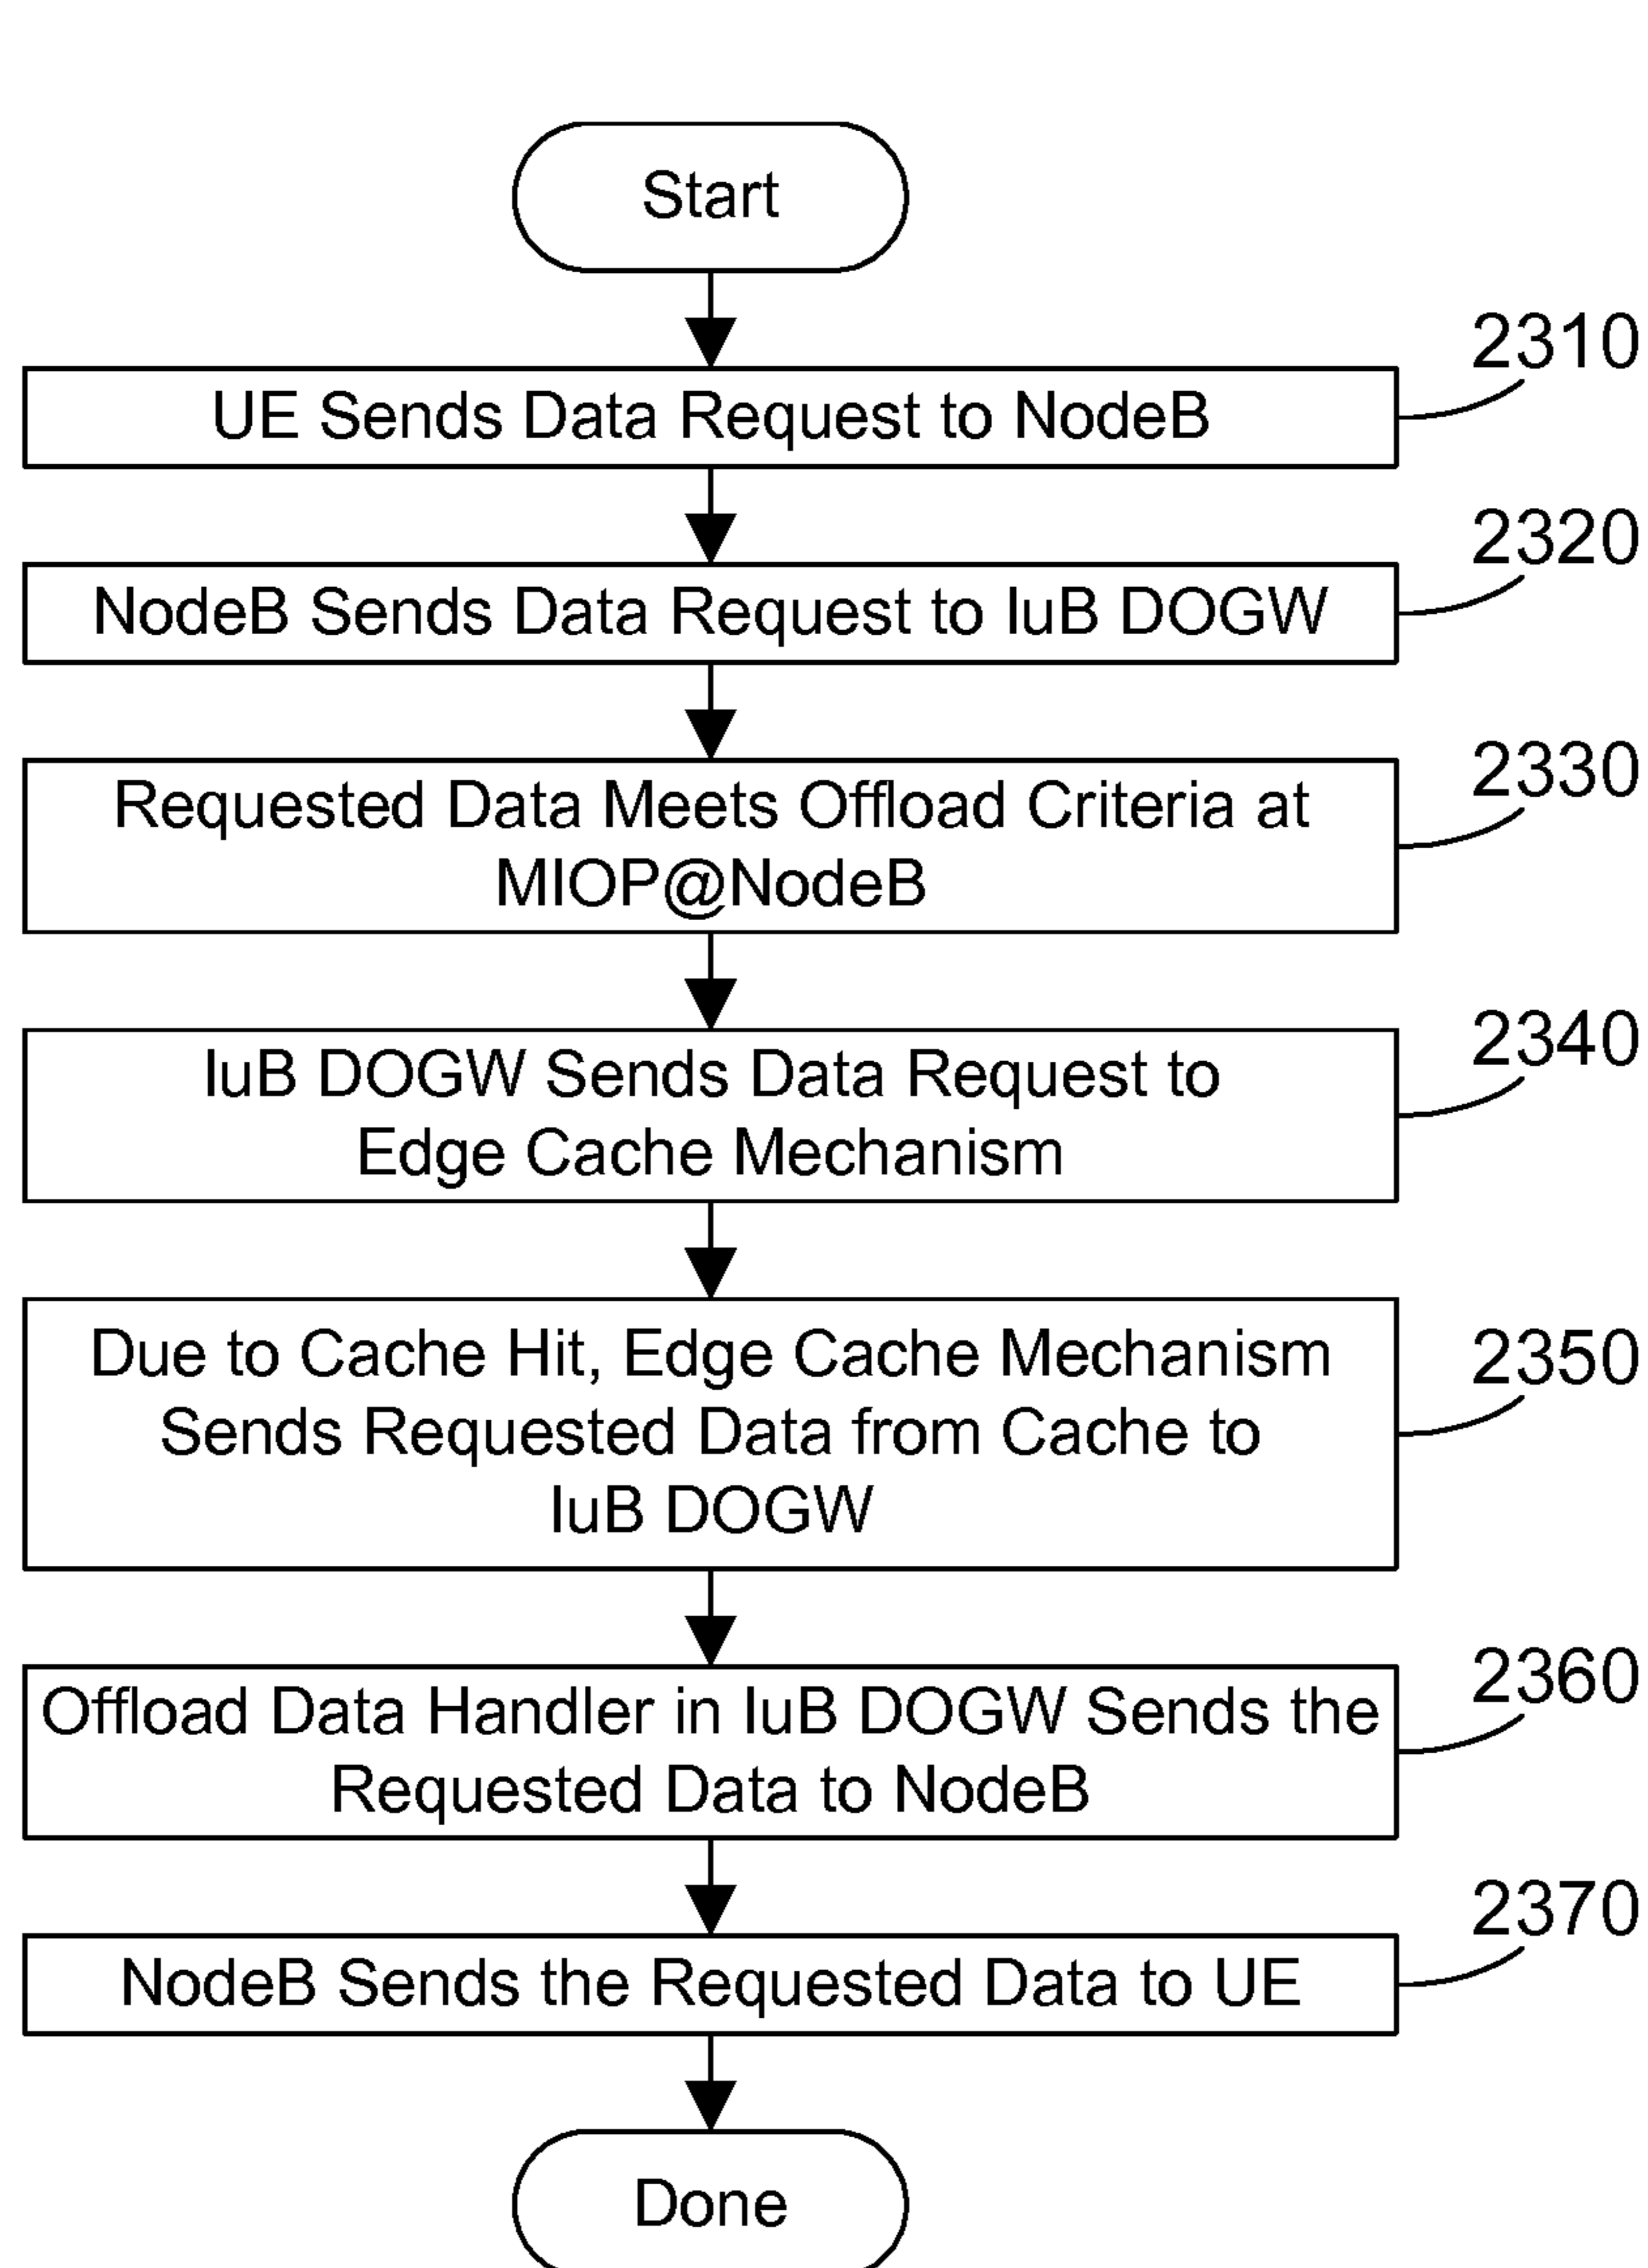 Start
2310
UE Sends Data Request to NodeB
2320
NodeB Sends Data Request to IuB DOGW
2330
Requested Data Meets Offload Criteria at
MIOP@NodeB
2340
IuB DOGW Sends Data Request to
Edge Cache Mechanism
2350
Due to Cache Hit, Edge Cache Mechanism
Sends Requested Data from Cache to
IuB DOGW
2360
Offload Data Handler in IuB DOGW Sends the
Requested Data to NodeB
2370
NodeB Sends the Requested Data to UE
Done